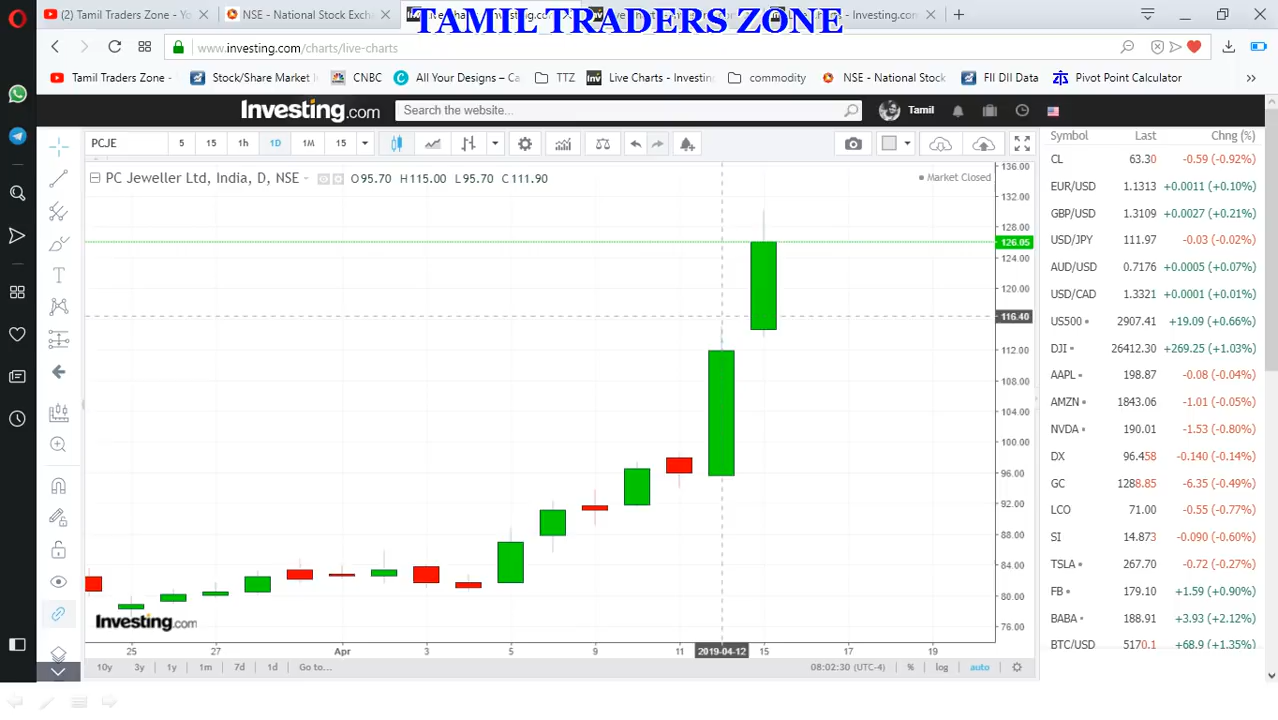 (2) Tamil Traders Zone - Yo
NSE - National Stock Exchan
Investing.com
TAMIL TRADERS ZONE
www.investing.com/charts/live-charts
Tamil Traders Zone -
Stock/Share Market
CNBC
All Your Designs – Ca
TTZ
Live Charts - Investin
commodity
NSE - National Stock
FII DII Data
Pivot Point Calculator
Investing.com
Search the website...
Tamil
PCJE
5 15 1h 1D 1M 15
PC Jeweller Ltd, India, D, NSE
O95.70 H115.00 L95.70 C111.90
Market Closed
136.00
132.00
128.00
126.05
124.00
120.00
116.40
112.00
108.00
104.00
100.00
96.00
92.00
88.00
84.00
80.00
76.00
Investing.com
25 27 Apr 3 5 9 11 2019-04-12 15 17 19
10y 3y 1y 1m 7d 1d Go to...
08:02:30 (UTC-4) % log auto
Symbol Last Chng (%)
CL 63.30 -0.59 (-0.92%)
EUR/USD 1.1313 +0.0011 (+0.10%)
GBP/USD 1.3109 +0.0027 (+0.21%)
USD/JPY 111.97 -0.03 (-0.02%)
AUD/USD 0.7176 +0.0005 (+0.07%)
USD/CAD 1.3321 +0.0001 (+0.01%)
US500 2907.41 +19.09 (+0.66%)
DJI 26412.30 +269.25 (+1.03%)
AAPL 198.87 -0.08 (-0.04%)
AMZN 1843.06 -1.01 (-0.05%)
NVDA 190.01 -1.53 (-0.80%)
DX 96.458 -0.140 (-0.14%)
GC 1288.85 -6.35 (-0.49%)
LCO 71.00 -0.55 (-0.77%)
SI 14.873 -0.090 (-0.60%)
TSLA 267.70 -0.72 (-0.27%)
FB 179.10 +1.59 (+0.90%)
BABA 188.91 +3.93 (+2.12%)
BTC/USD 5170.1 +68.9 (+1.35%)